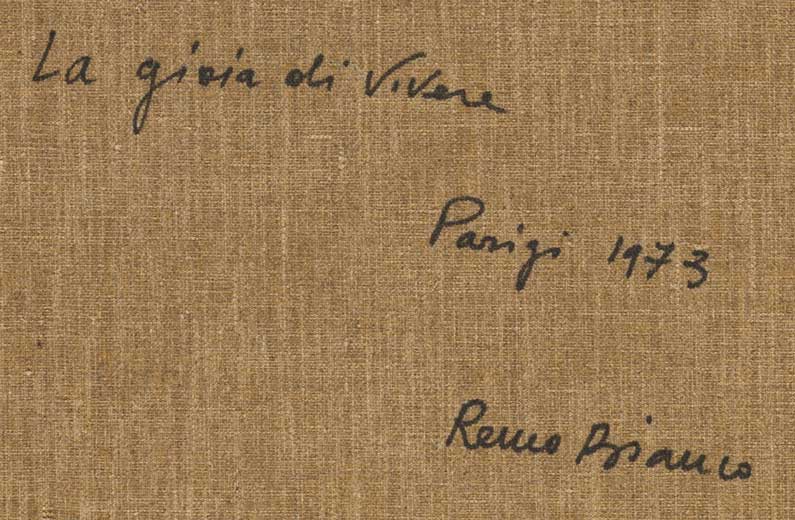 La gioia di vivere
Parigi 1973
Remo Bianco